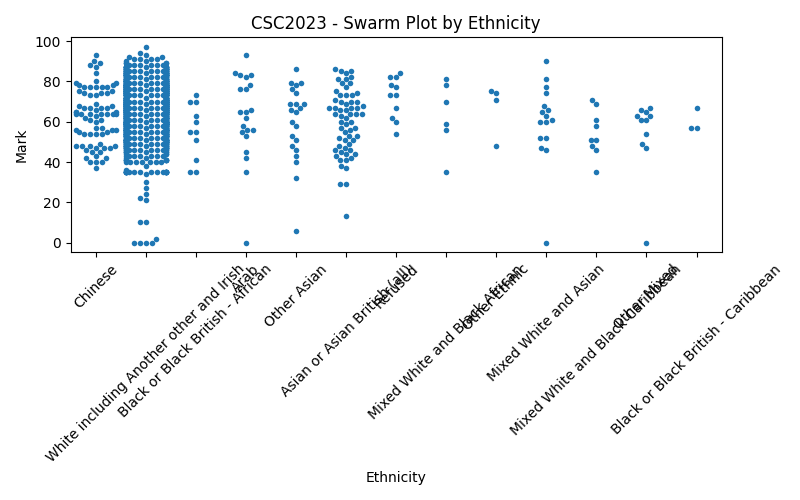 CSC2023 - Swarm Plot by Ethnicity
Mark
100
80
60
40
20
0
Chinese
White including Another other and Irish
Black or Black British - African
Arab
Other Asian
Asian or Asian British (all)
Refused
Mixed White and Black African
Other Ethnic
Mixed White and Asian
Mixed White and Black Caribbean
Other Mixed
Black or Black British - Caribbean
Ethnicity